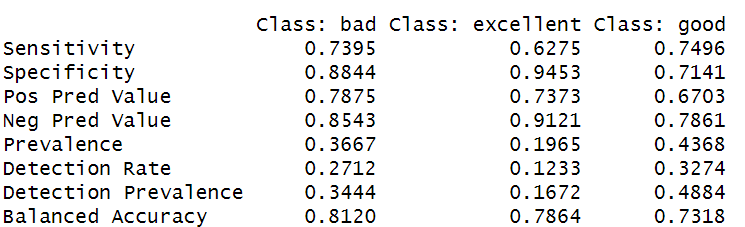 Class: bad Class: excellent Class: good
Sensitivity 0.7395 0.6275 0.7496
Specificity 0.8844 0.9453 0.7141
Pos Pred Value 0.7875 0.7373 0.6703
Neg Pred Value 0.8543 0.9121 0.7861
Prevalence 0.3667 0.1965 0.4368
Detection Rate 0.2712 0.1233 0.3274
Detection Prevalence 0.3444 0.1672 0.4884
Balanced Accuracy 0.8120 0.7864 0.7318